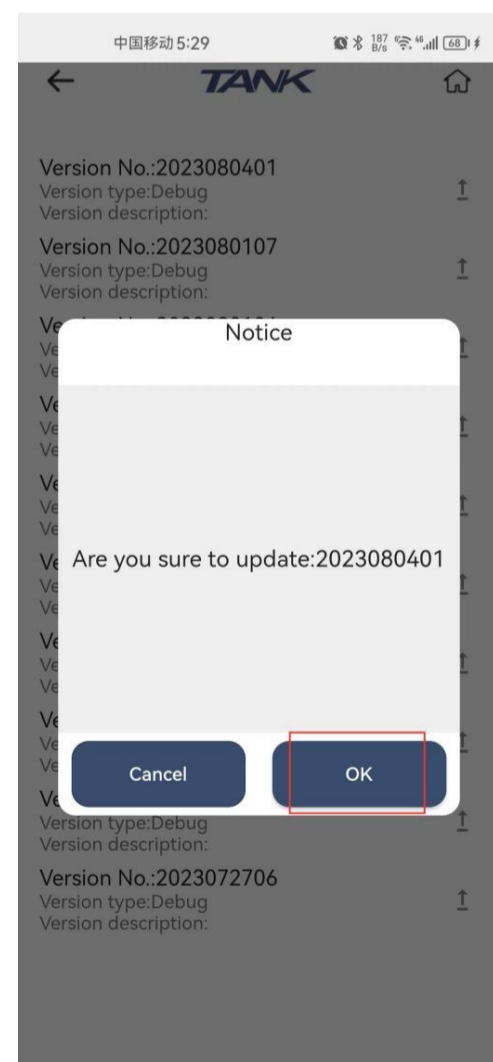 中国移动 5:29
187 B/s
46
68
TANK
Version No.:2023080401
Version type:Debug
Version description:
Version No.:2023080107
Version type:Debug
Version description:
Notice
Are you sure to update:2023080401
Cancel
OK
Version type:Debug
Version description:
Version No.:2023072706
Version type:Debug
Version description: